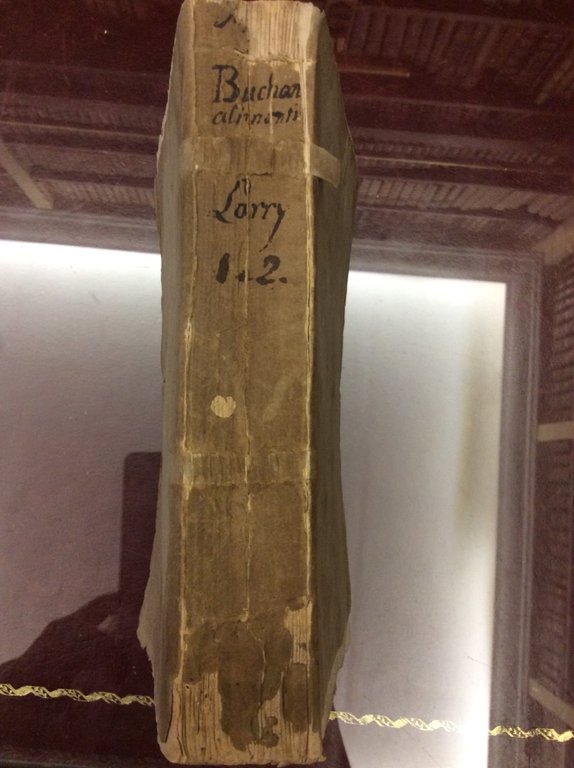 Buchan
alimenti
Lorry
1. 2.